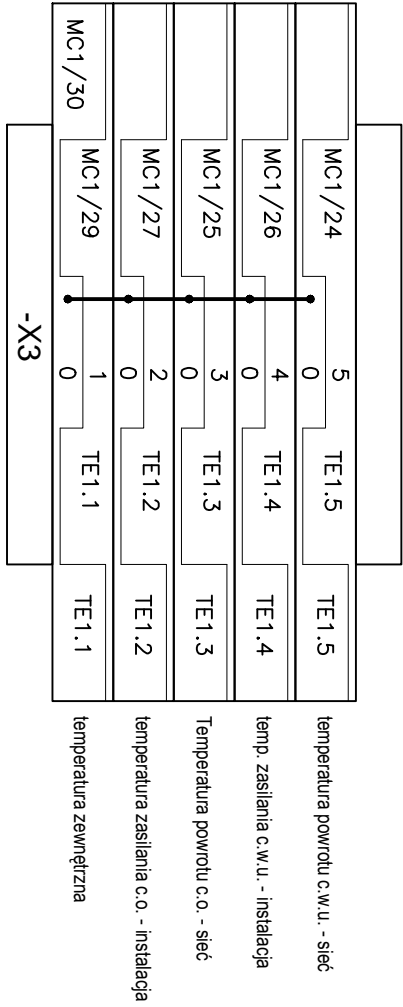 -X3
MC1/30
MC1/29
1
0
TE1.1
TE1.1
temperatura zewnętrzna
MC1/27
2
0
TE1.2
TE1.2
temperatura zasilania c.o. - instalacja
MC1/25
3
0
TE1.3
TE1.3
Temperatura powrotu c.o. - sieć
MC1/26
4
0
TE1.4
TE1.4
temp. zasilania c.w.u. - instalacja
MC1/24
5
0
TE1.5
TE1.5
temperatura powrotu c.w.u. - sieć